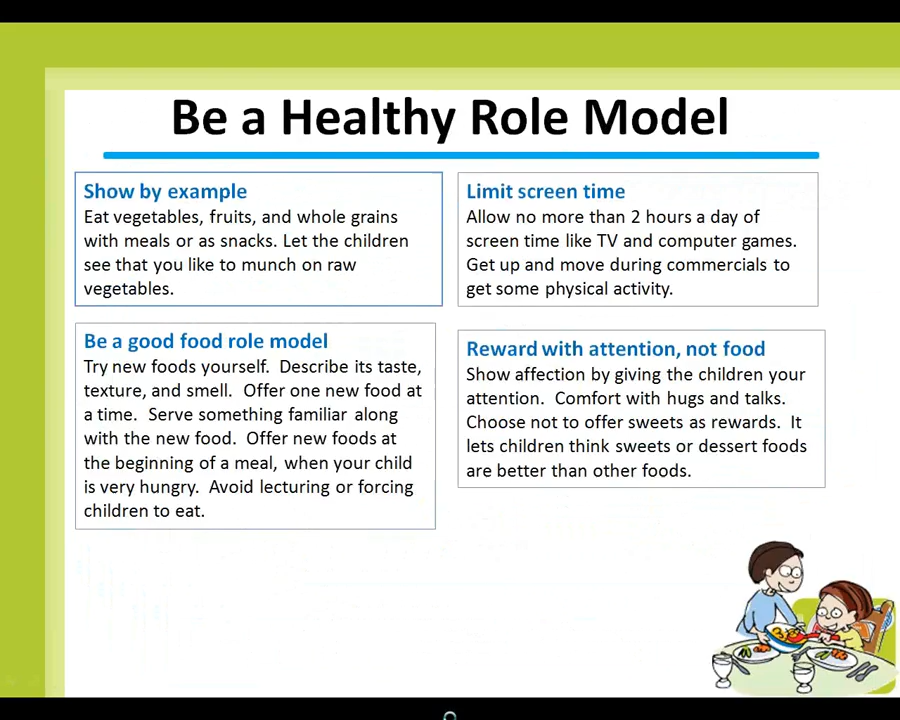 Be a Healthy Role Model
Show by example
Eat vegetables, fruits, and whole grains
with meals or as snacks. Let the children
see that you like to munch on raw
vegetables.
Limit screen time
Allow no more than 2 hours a day of
screen time like TV and computer games.
Get up and move during commercials to
get some physical activity.
Be a good food role model
Try new foods yourself.  Describe its taste,
texture, and smell.  Offer one new food at
a time.  Serve something familiar along
with the new food.  Offer new foods at
the beginning of a meal, when your child
is very hungry.  Avoid lecturing or forcing
children to eat.
Reward with attention, not food
Show affection by giving the children your
attention.  Comfort with hugs and talks.
Choose not to offer sweets as rewards.  It
lets children think sweets or dessert foods
are better than other foods.